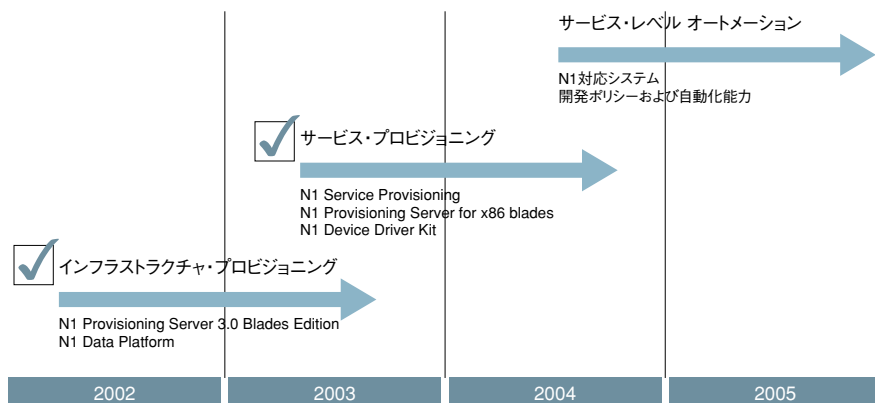 サービス・レベル オートメーション
N1対応システム
開発ポリシーおよび自動化能力
サービス・プロビジョニング
N1 Service Provisioning
N1 Provisioning Server for x86 blades
N1 Device Driver Kit
インフラストラクチャ・プロビジョニング
N1 Provisioning Server 3.0 Blades Edition
N1 Data Platform
2002
2003
2004
2005